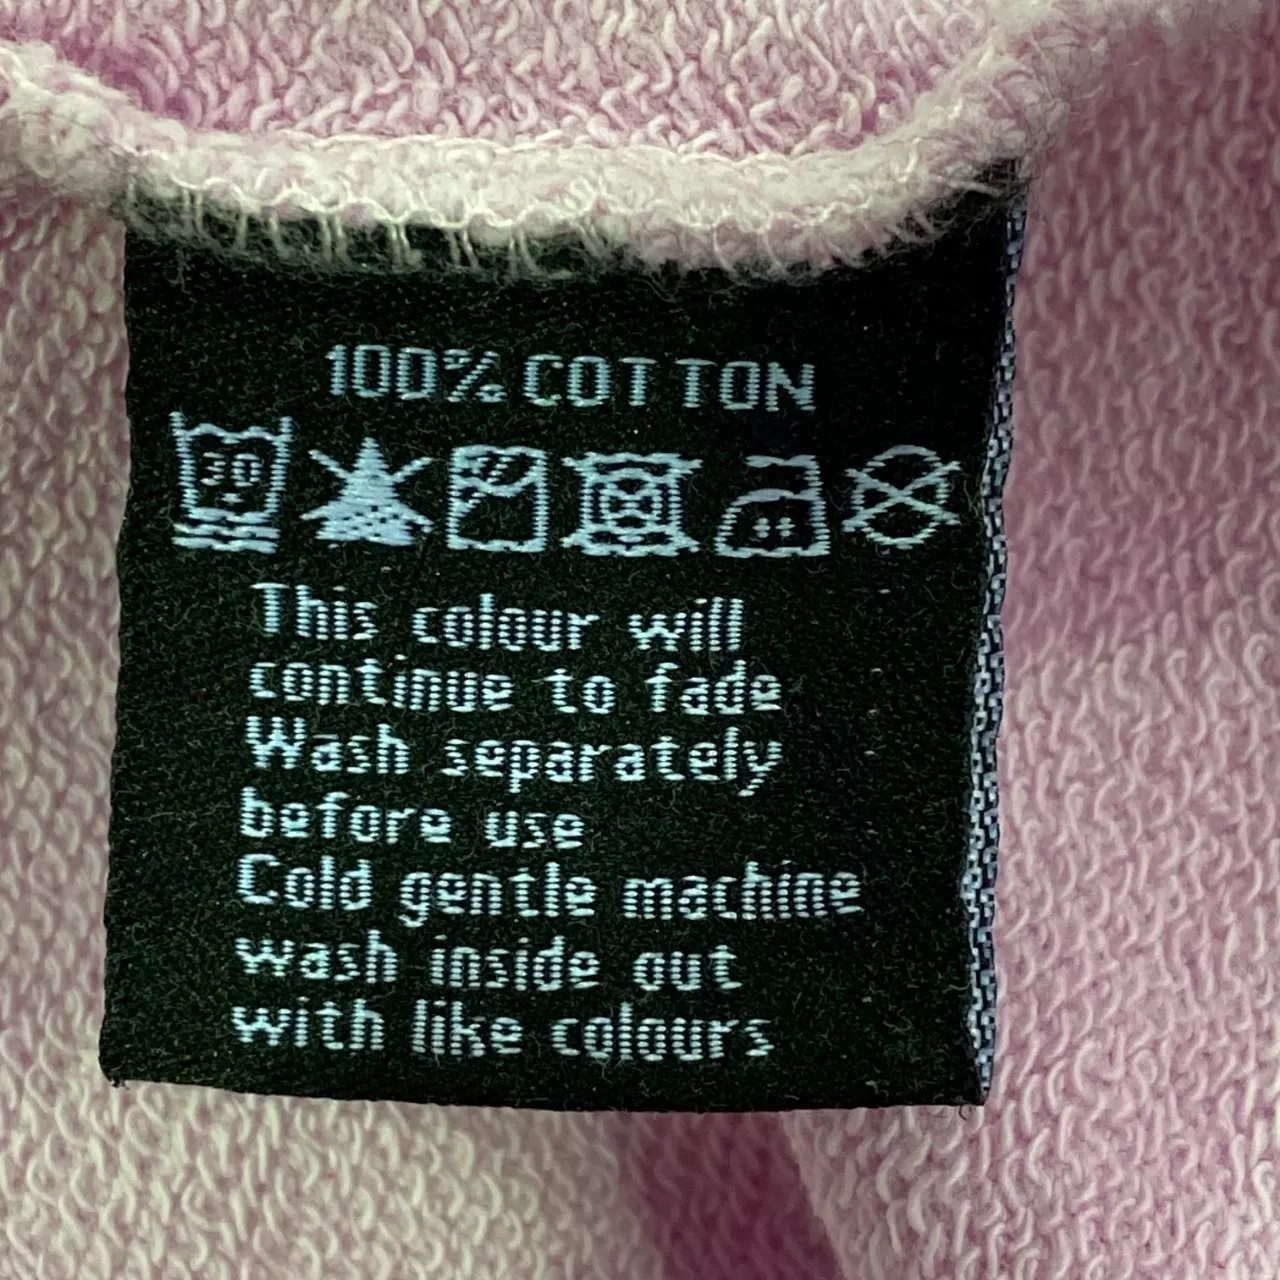 100% COTTON
30
This colour will
continue to fade
Wash separately
before use
Cold gentle machine
wash inside out
with like colours